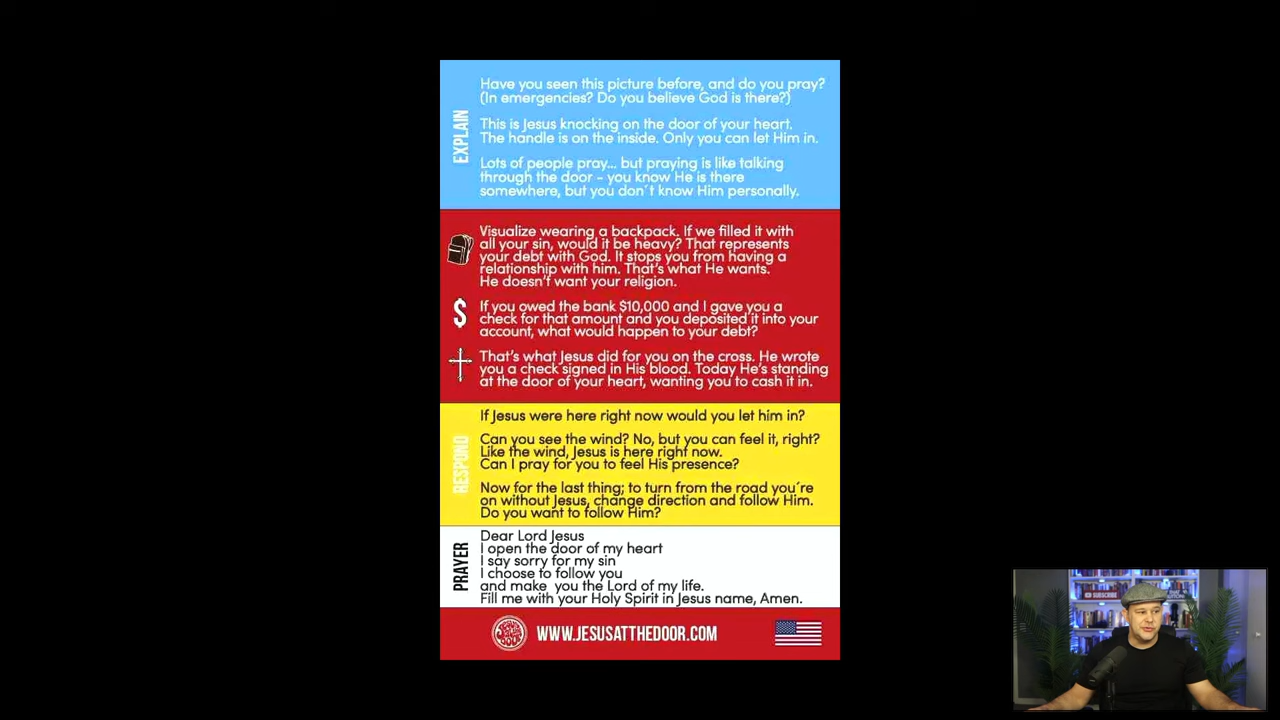 EXPLAIN
Have you seen this picture before, and do you pray?
(In emergencies? Do you believe God is there?)
This is Jesus knocking on the door of your heart.
The handle is on the inside. Only you can let Him in.
Lots of people pray... but praying is like talking
through the door - you know He is there
somewhere, but you don´t know Him personally.
Visualize wearing a backpack. If we filled it with
all your sin, would it be heavy? That represents
your debt with God. It stops you from having a
relationship with him. That's what He wants.
He doesn't want your religion.
$
If you owed the bank $10,000 and I gave you a
check for that amount and you deposited it into your
account, what would happen to your debt?
That's what Jesus did for you on the cross. He wrote
you a check signed in His blood. Today He's standing
at the door of your heart, wanting you to cash it in.
RESPOND
If Jesus were here right now would you let him in?
Can you see the wind? No, but you can feel it, right?
Like the wind, Jesus is here right now.
Can I pray for you to feel His presence?
Now for the last thing; to turn from the road you´re
on without Jesus, change direction and follow Him.
Do you want to follow Him?
PRAYER
Dear Lord Jesus
I open the door of my heart
I say sorry for my sin
I choose to follow you
and make you the Lord of my life.
Fill me with your Holy Spirit in Jesus name, Amen.
WWW.JESUSATTHEDOOR.COM
SUBSCRIBE